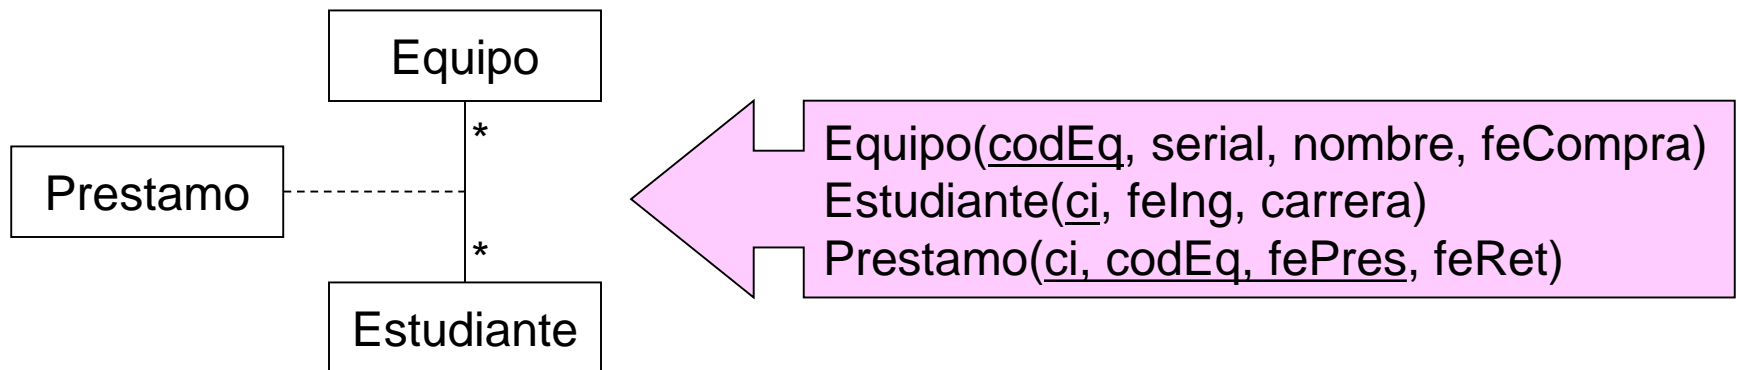 Equipo
*
Prestamo
*
Estudiante
Equipo(codEq, serial, nombre, feCompra)
Estudiante(ci, feIng, carrera)
Prestamo(ci, codEq, fePres, feRet)